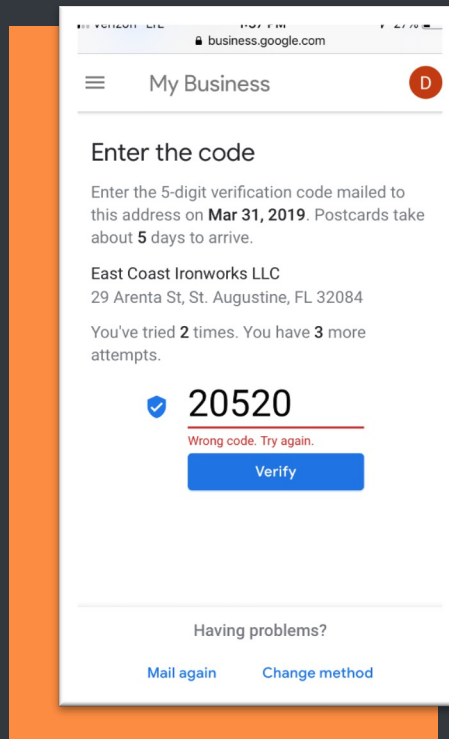 business.google.com
My Business
D
Enter the code
Enter the 5-digit verification code mailed to
this address on Mar 31, 2019. Postcards take
about 5 days to arrive.
East Coast Ironworks LLC
29 Arenta St, St. Augustine, FL 32084
You've tried 2 times. You have 3 more
attempts.
20520
Wrong code. Try again.
Verify
Having problems?
Mail again Change method